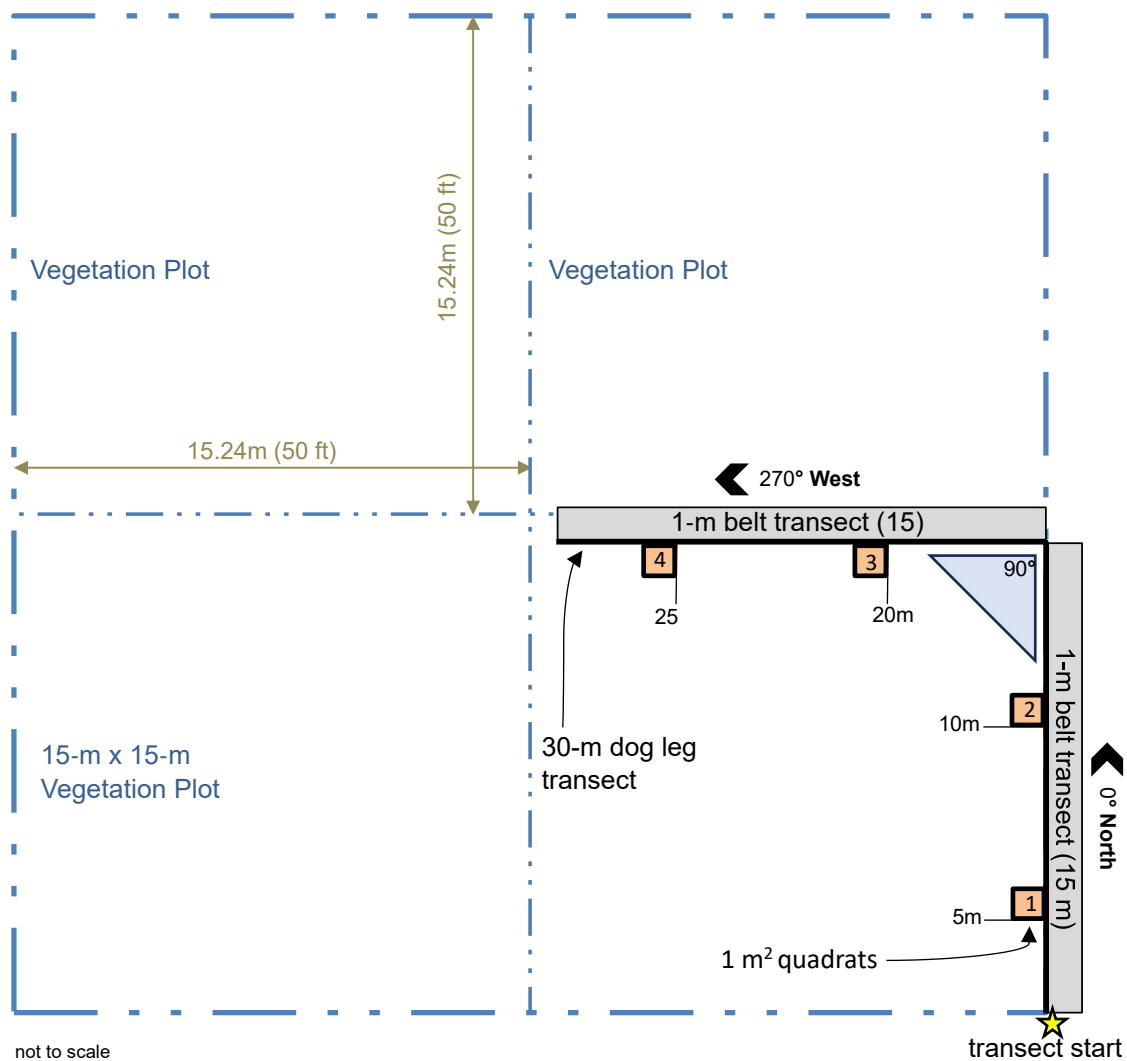 15.24m (50 ft)
Vegetation Plot
Vegetation Plot
15.24m (50 ft)
270° West
1-m belt transect (15)
4
3
90°
25
20m
1-m belt transect (15 m)
2
10m
30-m dog leg
transect
15-m x 15-m
Vegetation Plot
0° North
1
5m
1 m² quadrats
not to scale
transect start